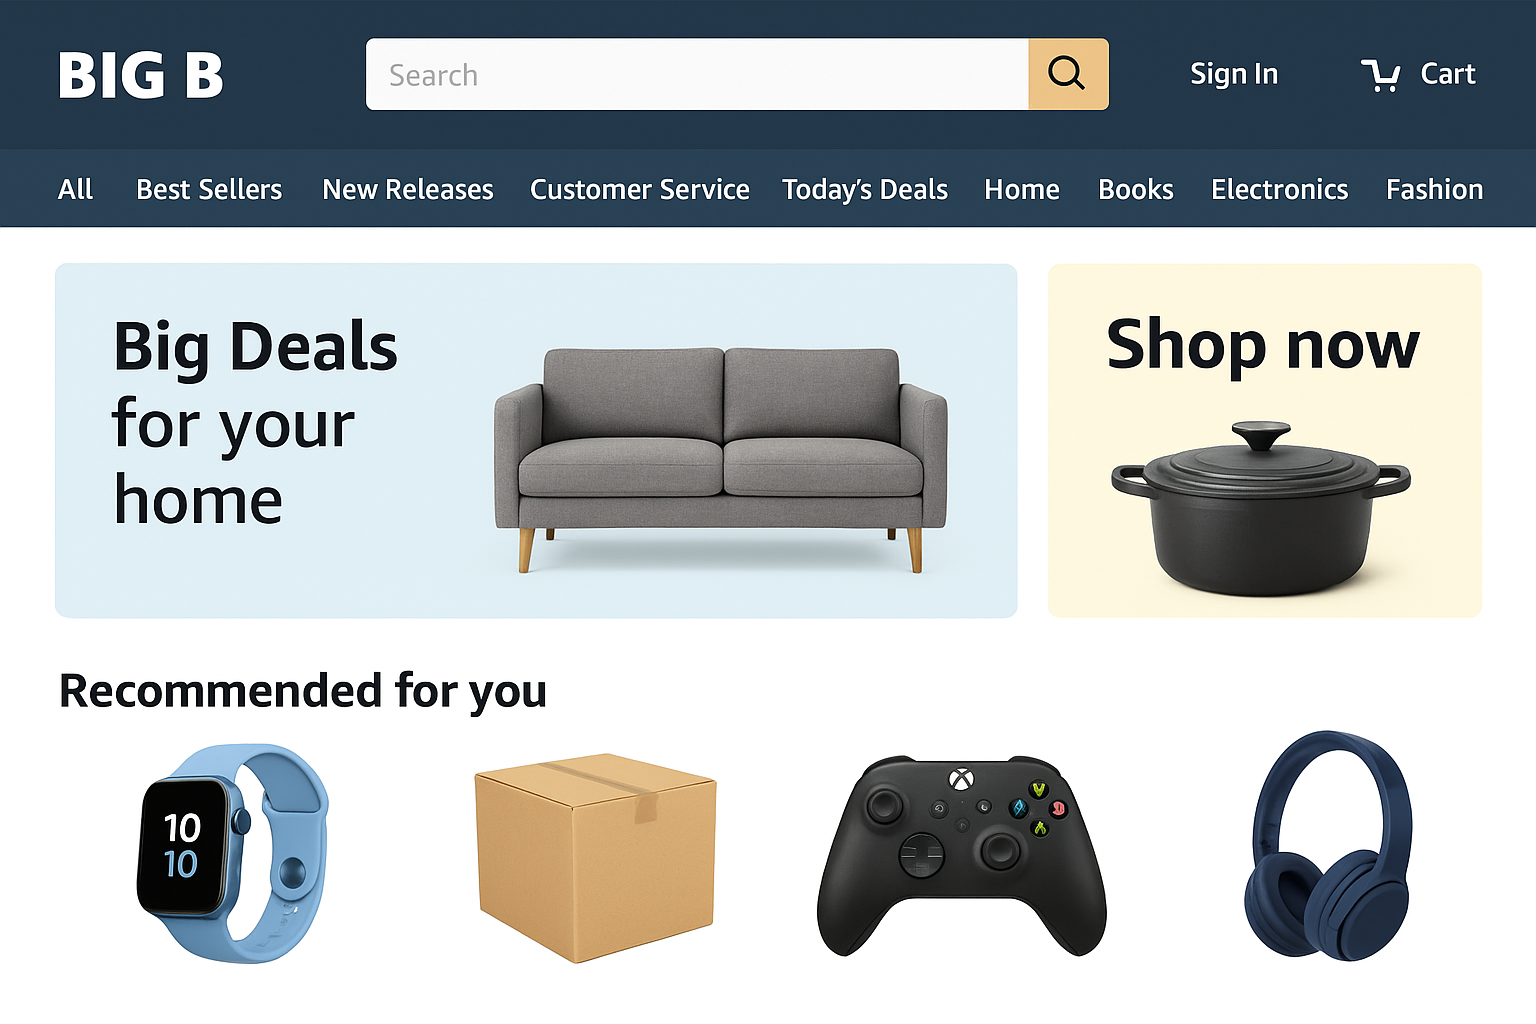 BIG B
Search
Sign In
Cart
All
Best Sellers
New Releases
Customer Service
Today's Deals
Home
Books
Electronics
Fashion
Big Deals
for your
home
Shop now
Recommended for you
10
10